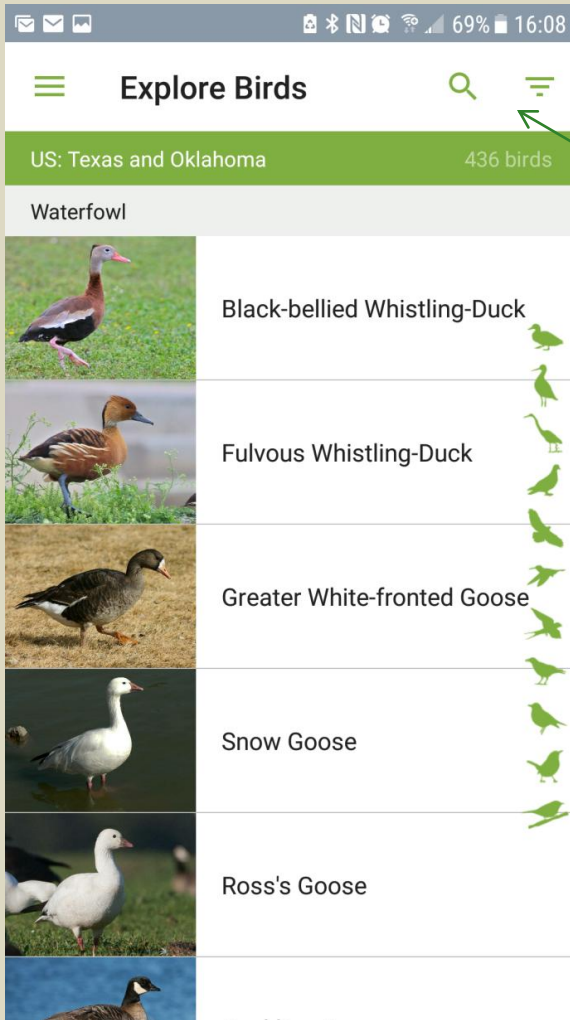 69% 16:08
Explore Birds
US: Texas and Oklahoma 436 birds
Waterfowl
Black-bellied Whistling-Duck
Fulvous Whistling-Duck
Greater White-fronted Goose
Snow Goose
Ross's Goose